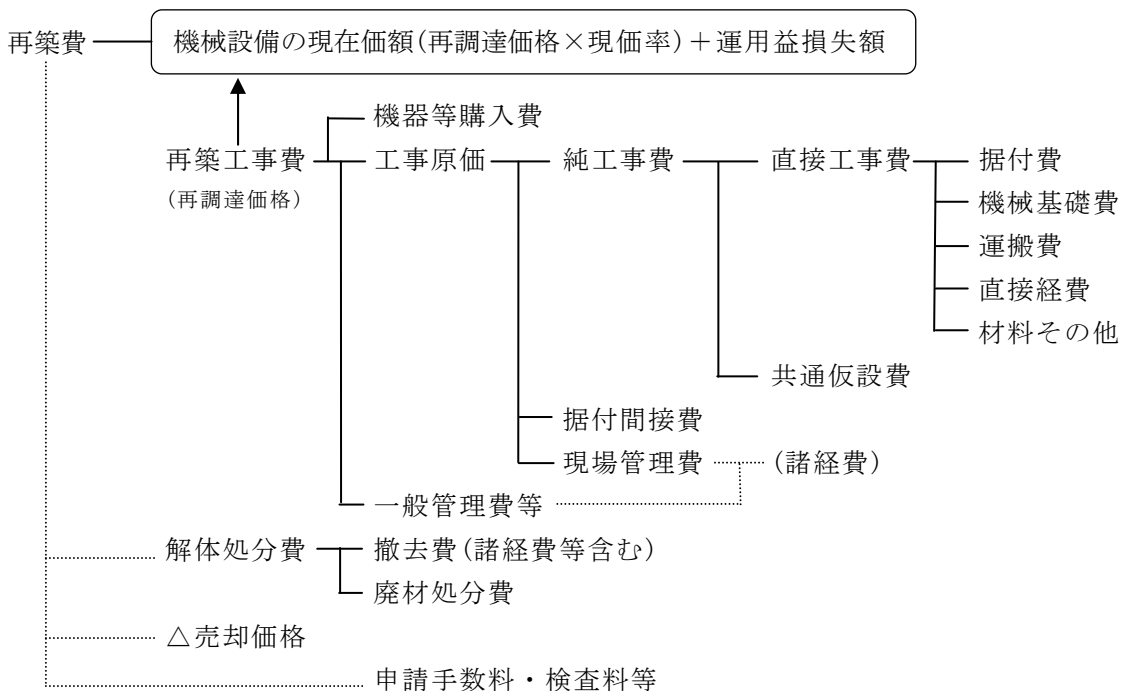 再築費 機械設備の現在価額(再調達価格×現価率)＋運用益損失額
機器等購入費
再築工事費 工事原価 純工事費 直接工事費 据付費
(再調達価格)
機械基礎費
運搬費
直接経費
材料その他
共通仮設費
据付間接費
現場管理費 (諸経費)
一般管理費等
解体処分費 撤去費(諸経費等含む)
廃材処分費
△売却価格
申請手数料・検査料等